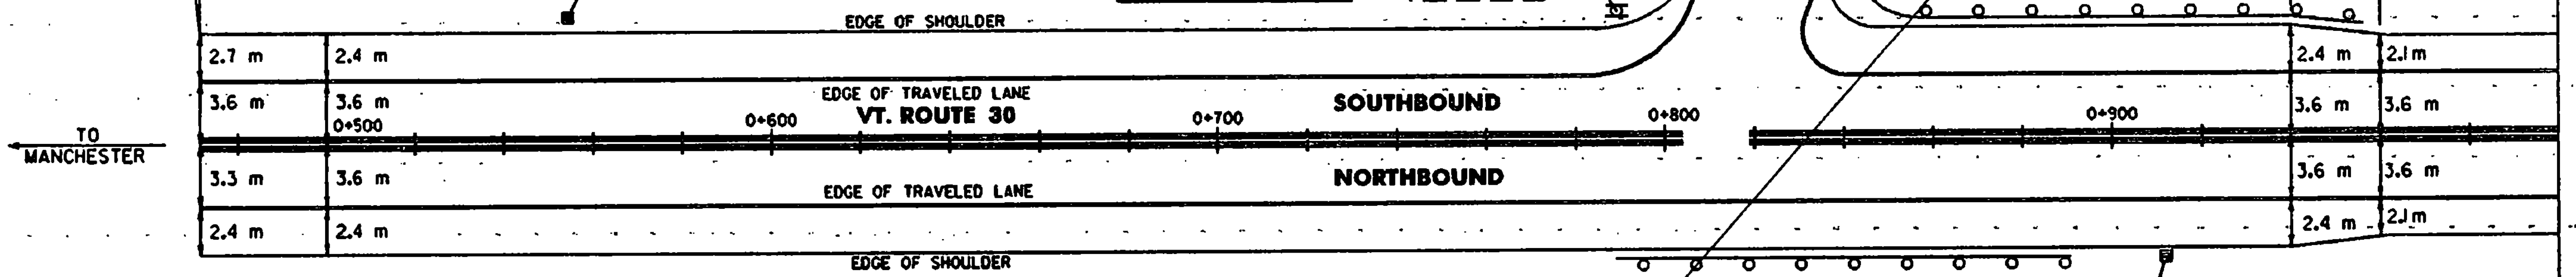 EDGE OF SHOULDER
2.7 m 2.4 m 2.4 m 2.1m
EDGE OF TRAVELED LANE
3.6 m 3.6 m VT. ROUTE 30 SOUTHBOUND 3.6 m 3.6 m
0+500 0+600 0+700 0+800 0+900
TO
MANCHESTER
3.3 m 3.6 m NORTHBOUND 3.6 m 3.6 m
EDGE OF TRAVELED LANE
2.4 m 2.4 m 2.4 m 2.1m
EDGE OF SHOULDER